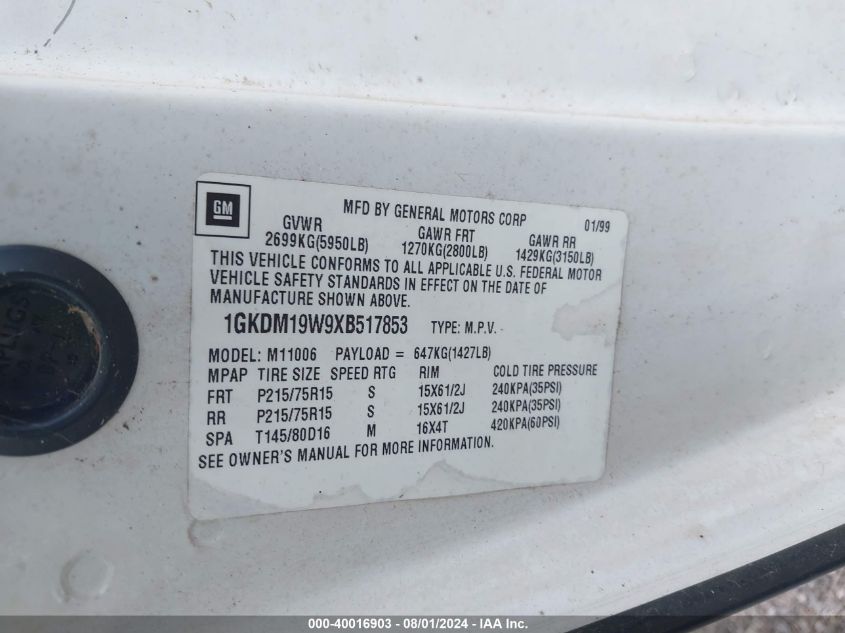 GM
MFD BY GENERAL MOTORS CORP 01/99
GVWR GAWR FRT GAWR RR
2699KG(5950LB) 1270KG(2800LB) 1429KG(3150LB)
THIS VEHICLE CONFORMS TO ALL APPLICABLE U.S. FEDERAL MOTOR
VEHICLE SAFETY STANDARDS IN EFFECT ON THE DATE OF
MANUFACTURE SHOWN ABOVE.
1GKDM19W9XB517853 TYPE: M.P.V.
MODEL: M11006 PAYLOAD = 647KG(1427LB)
MPAP TIRE SIZE SPEED RTG RIM COLD TIRE PRESSURE
FRT P215/75R15 S 15X61/2J 240KPA(35PSI)
RR P215/75R15 S 15X61/2J 240KPA(35PSI)
SPA T145/80D16 M 16X4T 420KPA(60PSI)
SEE OWNER'S MANUAL FOR MORE INFORMATION.
APLUGS
000-40016903 - 08/01/2024 - IAA Inc.